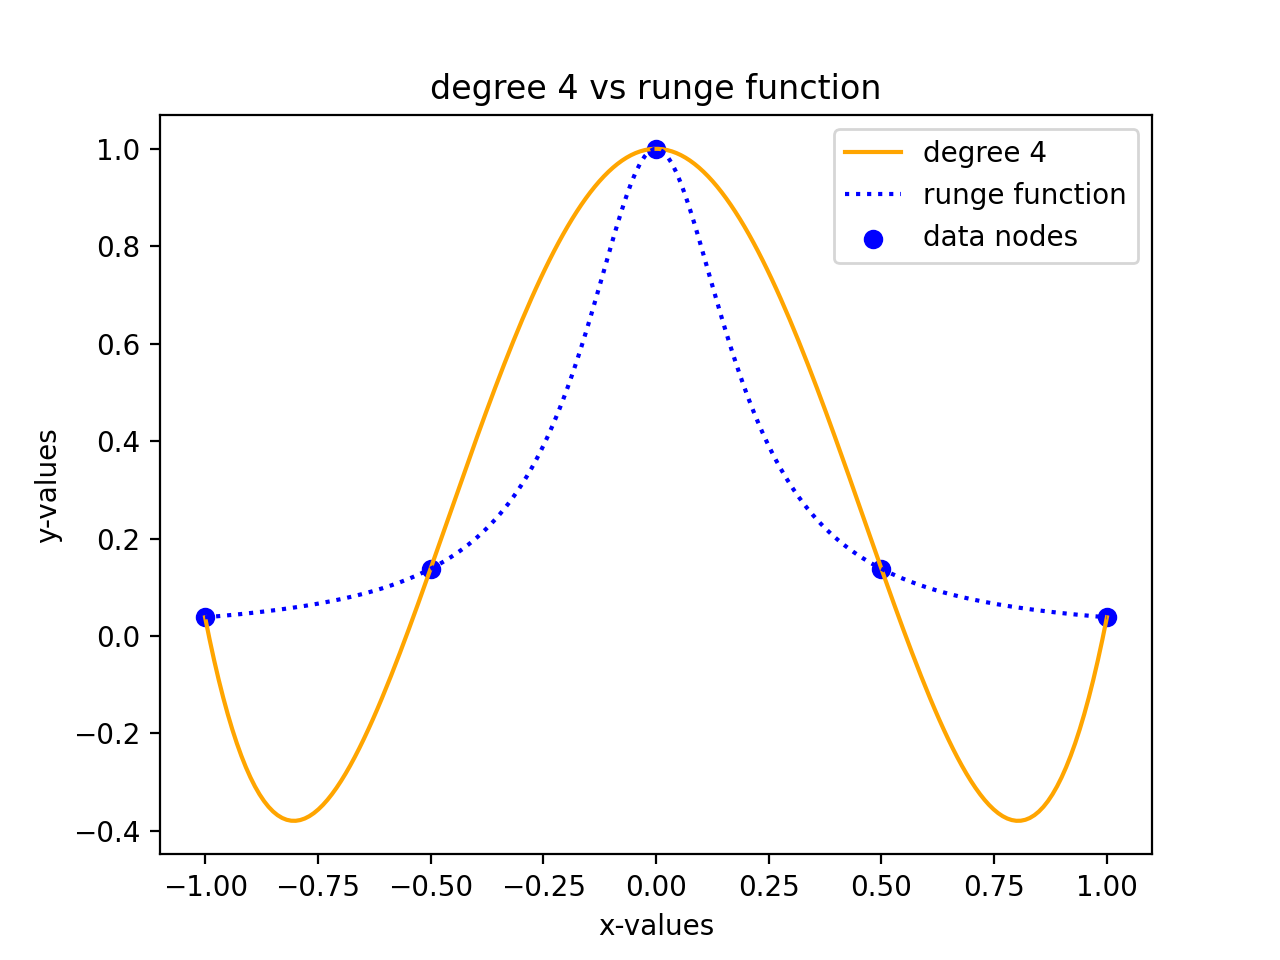 degree 4 vs runge function
degree 4
runge function
data nodes
1.0
0.8
0.6
0.4
0.2
0.0
−0.2
−0.4
y-values
−1.00 −0.75 −0.50 −0.25 0.00 0.25 0.50 0.75 1.00
x-values